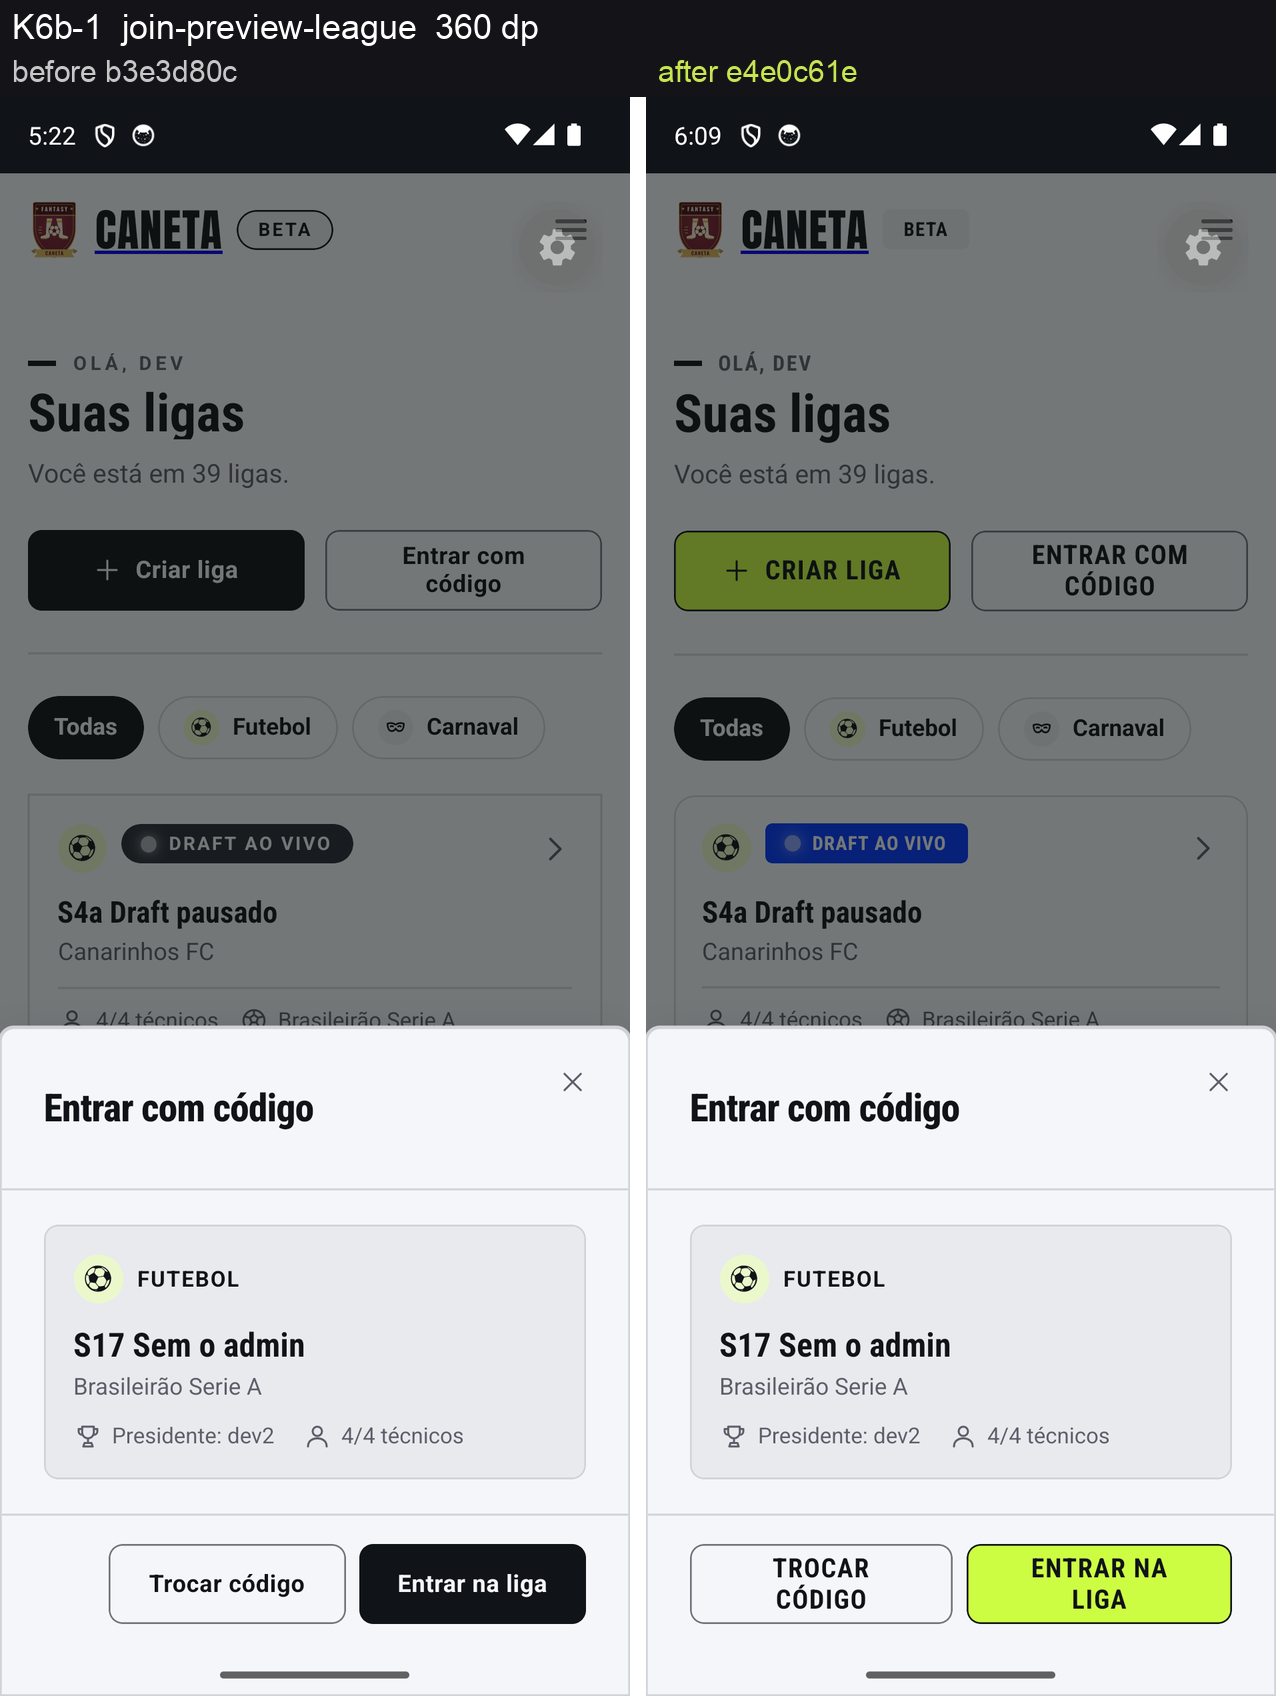 K6b-1 join-preview-league 360 dp
before b3e3d80c
after e4e0c61e
5:22
FANTASY
CANETA
CANETA
BETA
OLÁ, DEV
Suas ligas
Você está em 39 ligas.
Criar liga
Entrar com
código
Todas
Futebol
Carnaval
DRAFT AO VIVO
S4a Draft pausado
Canarinhos FC
4/4 técnicos
Brasileirão Serie A
Entrar com código
FUTEBOL
S17 Sem o admin
Brasileirão Serie A
Presidente: dev2
4/4 técnicos
Trocar código
Entrar na liga
6:09
FANTASY
CANETA
CANETA
BETA
OLÁ, DEV
Suas ligas
Você está em 39 ligas.
CRIAR LIGA
ENTRAR COM
CÓDIGO
Todas
Futebol
Carnaval
DRAFT AO VIVO
S4a Draft pausado
Canarinhos FC
4/4 técnicos
Brasileirão Serie A
Entrar com código
FUTEBOL
S17 Sem o admin
Brasileirão Serie A
Presidente: dev2
4/4 técnicos
TROCAR
CÓDIGO
ENTRAR NA
LIGA